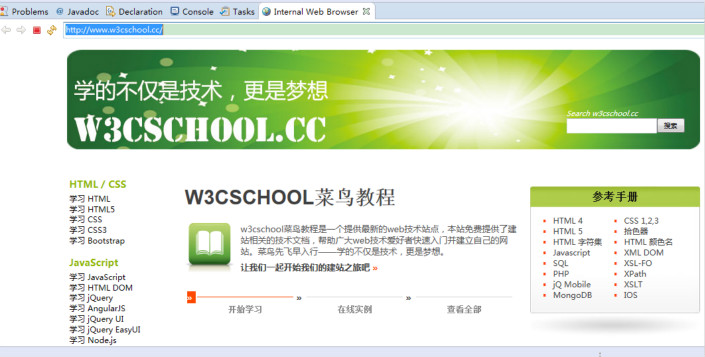 Problems @ Javadoc Declaration Console Tasks Internal Web Browser
http://www.w3cschool.cc/
学的不仅是技术，更是梦想
W3CSCHOOL.CC
Search w3cschool.cc
搜索
HTML / CSS
学习 HTML
学习 HTML5
学习 CSS
学习 CSS3
学习 Bootstrap
JavaScript
学习 JavaScript
学习 HTML DOM
学习 jQuery
学习 AngularJS
学习 jQuery UI
学习 jQuery EasyUI
学习 Node.js
W3CSCHOOL菜鸟教程
w3cschool菜鸟教程是一个提供最新的web技术站点，本站免费提供了建
站相关的技术文档，帮助广大web技术爱好者快速入门并建立自己的网
站。菜鸟先飞早入行——学的不仅是技术，更是梦想。
让我们一起开始我们的建站之旅吧 »
» » »
开始学习 在线实例 查看全部
参考手册
HTML 4
HTML 5
HTML 字符集
Javascript
SQL
PHP
jQ Mobile
MongoDB
CSS 1,2,3
拾色器
HTML 颜色名
XML DOM
XSL-FO
XPath
XSLT
IOS